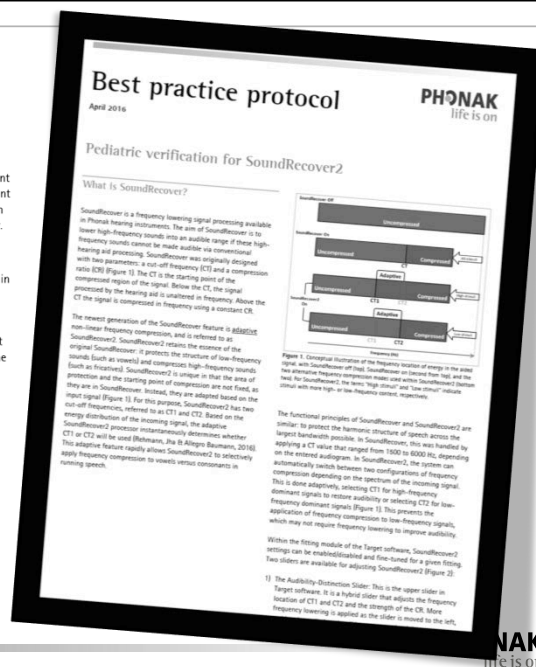 nt
nt
n
.
in
t
e
Best practice protocol
April 2016
PHONAK
life is on
Pediatric verification for SoundRecover2
What is SoundRecover?
SoundRecover is a frequency lowering signal processing available
in Phonak hearing instruments. The aim of SoundRecover is to
lower high-frequency sounds into an audible range if these high-
frequency sounds cannot be made audible via conventional
hearing aid processing. SoundRecover was originally designed
with two parameters: a cut-off frequency (CT) and a compression
ratio (CR) (Figure 1). The CT is the starting point of the
compressed region of the signal. Below the CT, the signal
processed by the hearing aid is unaltered in frequency. Above the
CT the signal is compressed in frequency using a constant CR.
The newest generation of the SoundRecover feature is adaptive
non-linear frequency compression, and is referred to as
SoundRecover2. SoundRecover2 retains the essence of the
original SoundRecover: it protects the structure of low-frequency
sounds (such as vowels) and compresses high-frequency sounds
(such as fricatives). SoundRecover2 is unique in that the area of
protection and the starting point of compression are not fixed, as
they are in SoundRecover. Instead, they are adapted based on the
input signal (Figure 1). For this purpose, SoundRecover2 has two
cut-off frequencies, referred to as CT1 and CT2. Based on the
energy distribution of the incoming signal, the adaptive
SoundRecover2 processor instantaneously determines whether
CT1 or CT2 will be used (Rehmann, Jha & Allegro Baumann, 2016).
This adaptive feature rapidly allows SoundRecover2 to selectively
apply frequency compression to vowels versus consonants in
running speech.
SoundRecover Off
Uncompressed
SoundRecover On
Uncompressed
Compressed
CT
Adaptive
Uncompressed
Compressed
High stimuli
CT1
CT2
SoundRecover2
On
Adaptive
Uncompressed
Compressed
CT1
CT2
Frequency (Hz)
Figure 1. Conceptual illustration of the frequency location of energy in the aided
signal, with SoundRecover off (top), SoundRecover on (second from top), and the
two alternative frequency compression modes used within SoundRecover2 (bottom
two). For SoundRecover2, the terms "High stimuli" and "Low stimuli" indicate
stimuli with more high- or low-frequency content, respectively.
The functional principles of SoundRecover and SoundRecover2 are
similar: to protect the harmonic structure of speech across the
largest bandwidth possible. In SoundRecover, this was handled by
applying a CT value that ranged from 1600 to 6000 Hz, depending
on the entered audiogram. In SoundRecover2, the system can
automatically switch between two configurations of frequency
compression depending on the spectrum of the incoming signal.
This is done adaptively, selecting CT1 for high-frequency
dominant signals to restore audibility or selecting CT2 for low-
frequency dominant signals (Figure 1). This prevents the
application of frequency compression to low-frequency signals,
which may not require frequency lowering to improve audibility.
Within the fitting module of the Target software, SoundRecover2
settings can be enabled/disabled and fine-tuned for a given fitting.
Two sliders are available for adjusting SoundRecover2 (Figure 2):
1) The Audibility-Distinction Slider: This is the upper slider in
Target software. It is a hybrid slider that adjusts the frequency
location of CT1 and CT2 and the strength of the CR. More
frequency lowering is applied as the slider is moved to the left,
NAK
life is on